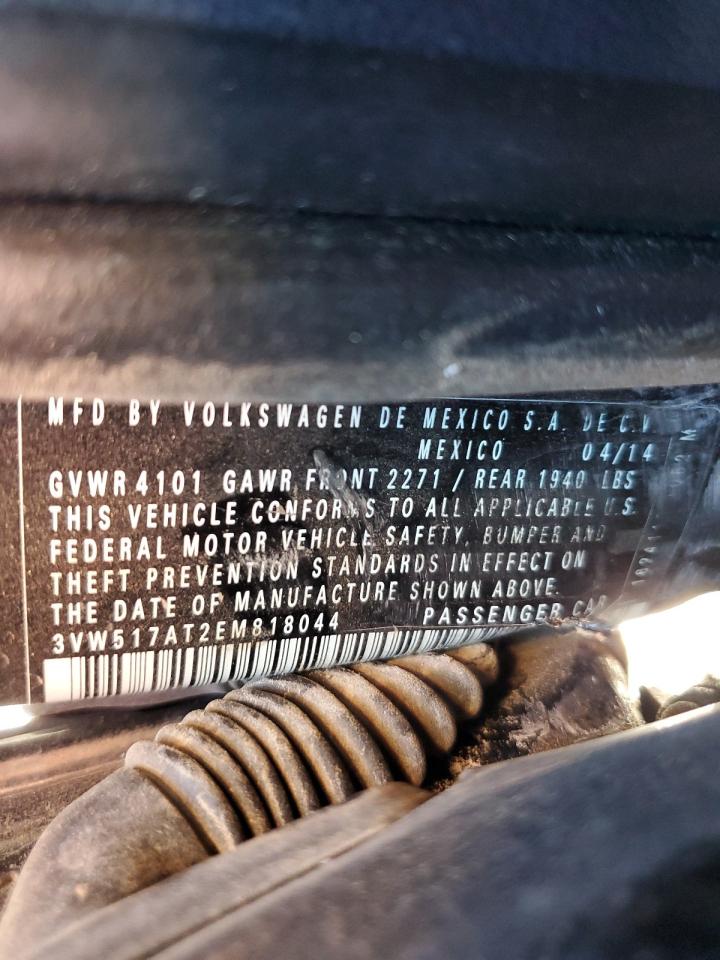 MFD BY VOLKSWAGEN DE MEXICO S.A. DE C.V
MEXICO 04/14
GVWR 4101 GAWR FRONT 2271 / REAR 1940 LBS
THIS VEHICLE CONFORMS TO ALL APPLICABLE U.S.
FEDERAL MOTOR VEHICLE SAFETY, BUMPER AND
THEFT PREVENTION STANDARDS IN EFFECT ON
THE DATE OF MANUFACTURE SHOWN ABOVE.
3VW517AT2EM818044 PASSENGER CAR